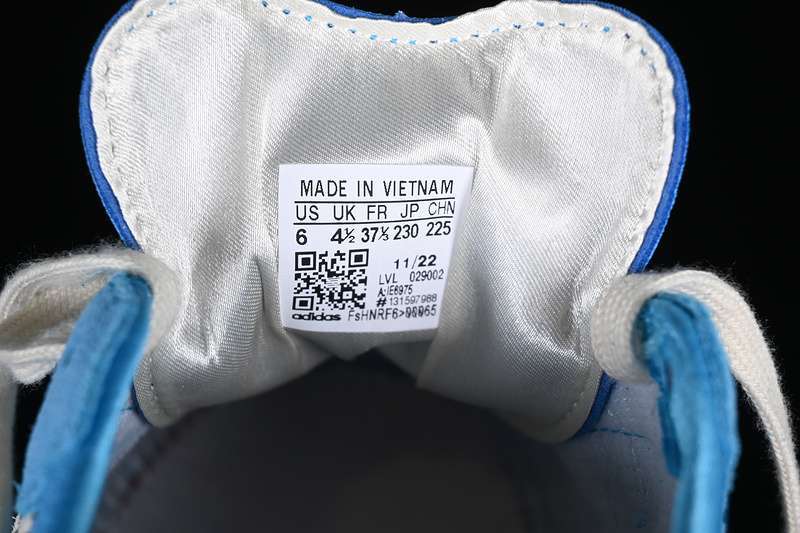 MADE IN VIETNAM
US UK FR JP CHN
6 4½ 37⅓ 230 225
11/22
LVL 029002
A:IE6975
#131597988
adidas FsHNRF6>